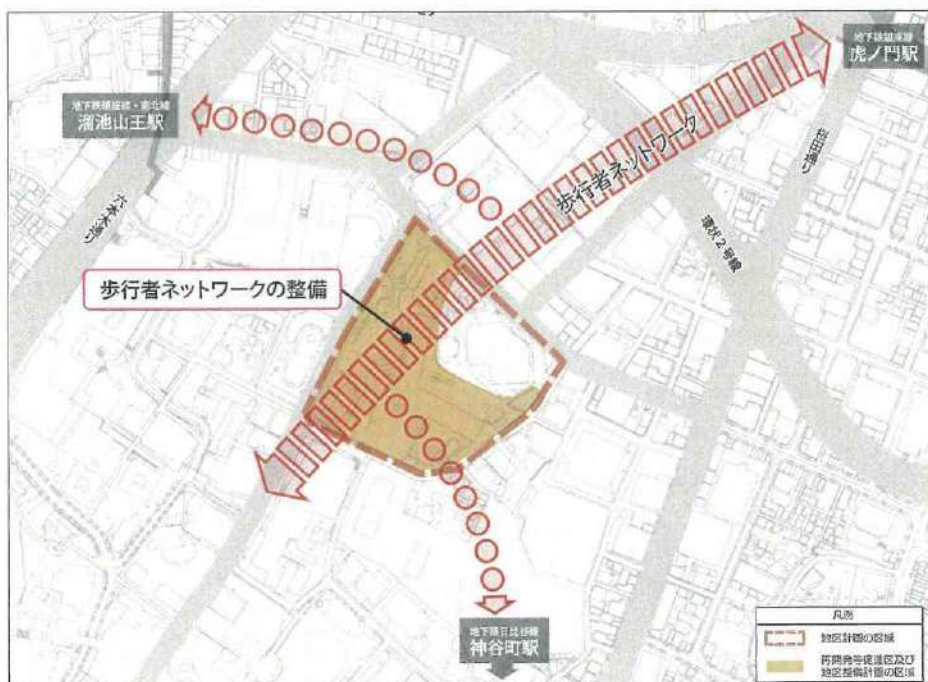 地下鉄銀座線
虎ノ門駅
地下鉄銀座線・南北線
溜池山王駅
桜田通り
歩行者ネットワーク
六本木通り
環状2号線
歩行者ネットワークの整備
地下鉄日比谷線
神谷町駅
凡例
地区計画の区域
再開発等促進区及び
地区整備計画の区域